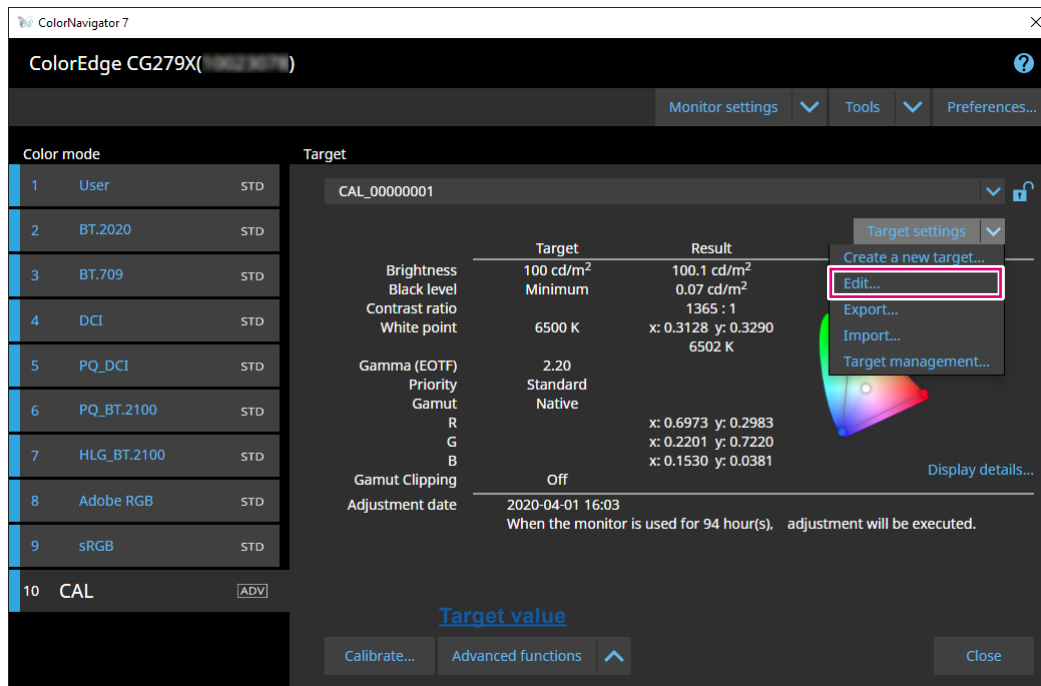 ColorNavigator 7
ColorEdge CG279X( )
Monitor settings Tools Preferences...
Color mode
1 User STD
2 BT.2020 STD
3 BT.709 STD
4 DCI STD
5 PQ_DCI STD
6 PQ_BT.2100 STD
7 HLG_BT.2100 STD
8 Adobe RGB STD
9 sRGB STD
10 CAL ADV
Target
CAL_00000001
Target settings
Create a new target...
Edit...
Export...
Import...
Target management...
Target Result
Brightness 100 cd/m² 100.1 cd/m²
Black level Minimum 0.07 cd/m²
Contrast ratio 1365 : 1
White point 6500 K x: 0.3128 y: 0.3290
6502 K
Gamma (EOTF) 2.20
Priority Standard
Gamut Native
R x: 0.6973 y: 0.2983
G x: 0.2201 y: 0.7220
B x: 0.1530 y: 0.0381
Gamut Clipping Off
Display details...
Adjustment date 2020-04-01 16:03
When the monitor is used for 94 hour(s), adjustment will be executed.
Target value
Calibrate... Advanced functions Close